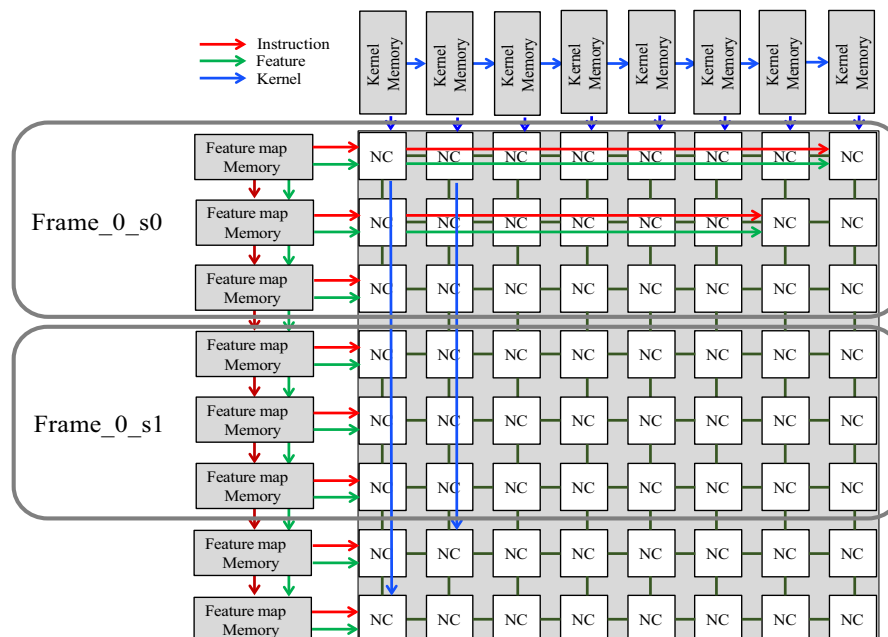 Instruction
Feature
Kernel
Kernel
Memory
Kernel
Memory
Kernel
Memory
Kernel
Memory
Kernel
Memory
Kernel
Memory
Kernel
Memory
Kernel
Memory
Frame_0_s0
Feature map
Memory
NC NC NC NC NC NC NC NC
Feature map
Memory
NC NC NC NC NC NC NC NC
Feature map
Memory
NC NC NC NC NC NC NC NC
Frame_0_s1
Feature map
Memory
NC NC NC NC NC NC NC NC
Feature map
Memory
NC NC NC NC NC NC NC NC
Feature map
Memory
NC NC NC NC NC NC NC NC
Feature map
Memory
NC NC NC NC NC NC NC NC
Feature map
Memory
NC NC NC NC NC NC NC NC